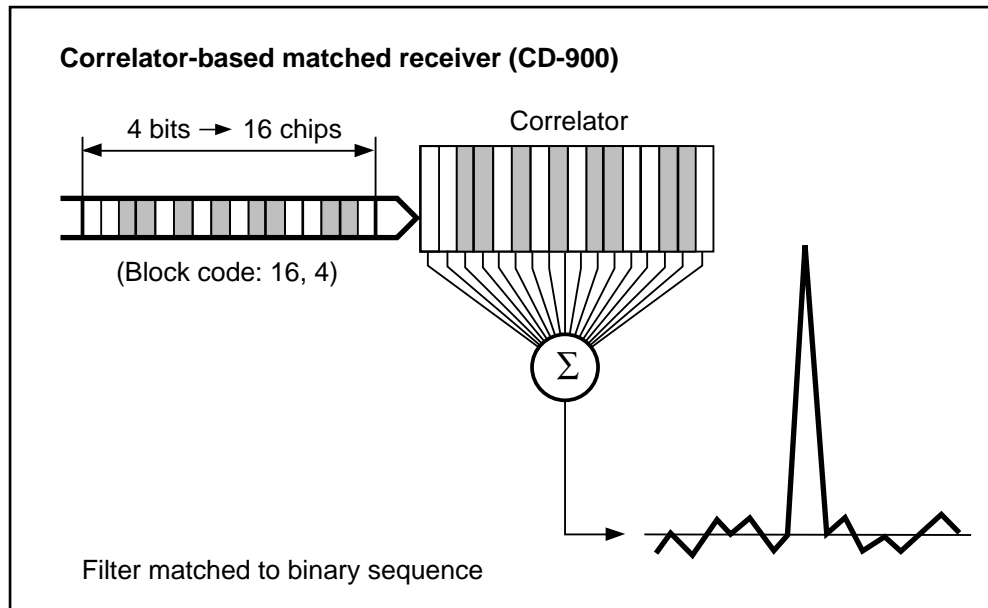 Correlator-based matched receiver (CD-900)
4 bits → 16 chips
Correlator
(Block code: 16, 4)
Σ
Filter matched to binary sequence